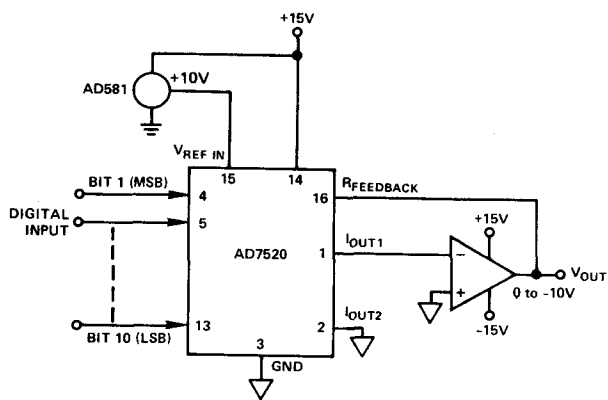 +15V
AD581
+10V
VREF IN
15
14
BIT 1 (MSB)
4
16
RFEEDBACK
DIGITAL
INPUT
5
+15V
AD7520
1
IOUT1
−
+
VOUT
0 to -10V
-15V
2
IOUT2
BIT 10 (LSB)
13
3
GND